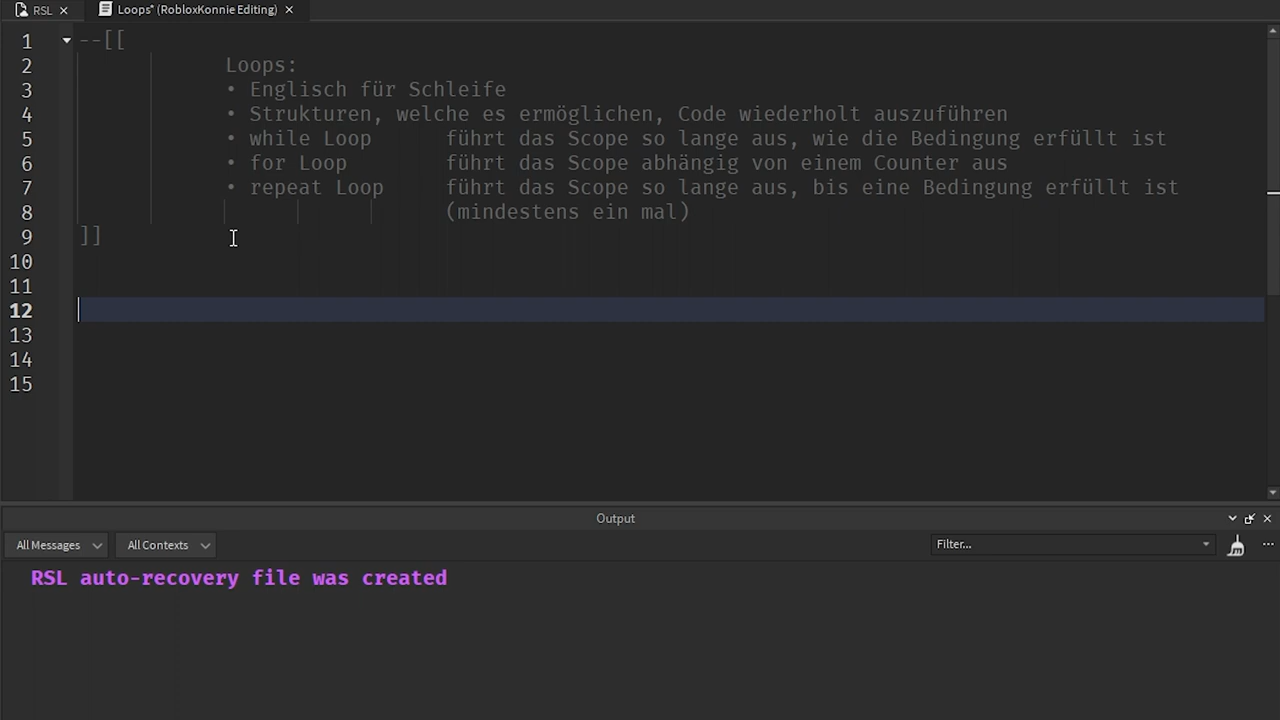 RSL
Loops* (RobloxKonnie Editing)
1 --[[
2 Loops:
3 • Englisch für Schleife
4 • Strukturen, welche es ermöglichen, Code wiederholt auszuführen
5 • while Loop führt das Scope so lange aus, wie die Bedingung erfüllt ist
6 • for Loop führt das Scope abhängig von einem Counter aus
7 • repeat Loop führt das Scope so lange aus, bis eine Bedingung erfüllt ist
8 (mindestens ein mal)
9 ]]
10
11
12
13
14
15
Output
All Messages All Contexts Filter...
RSL auto-recovery file was created